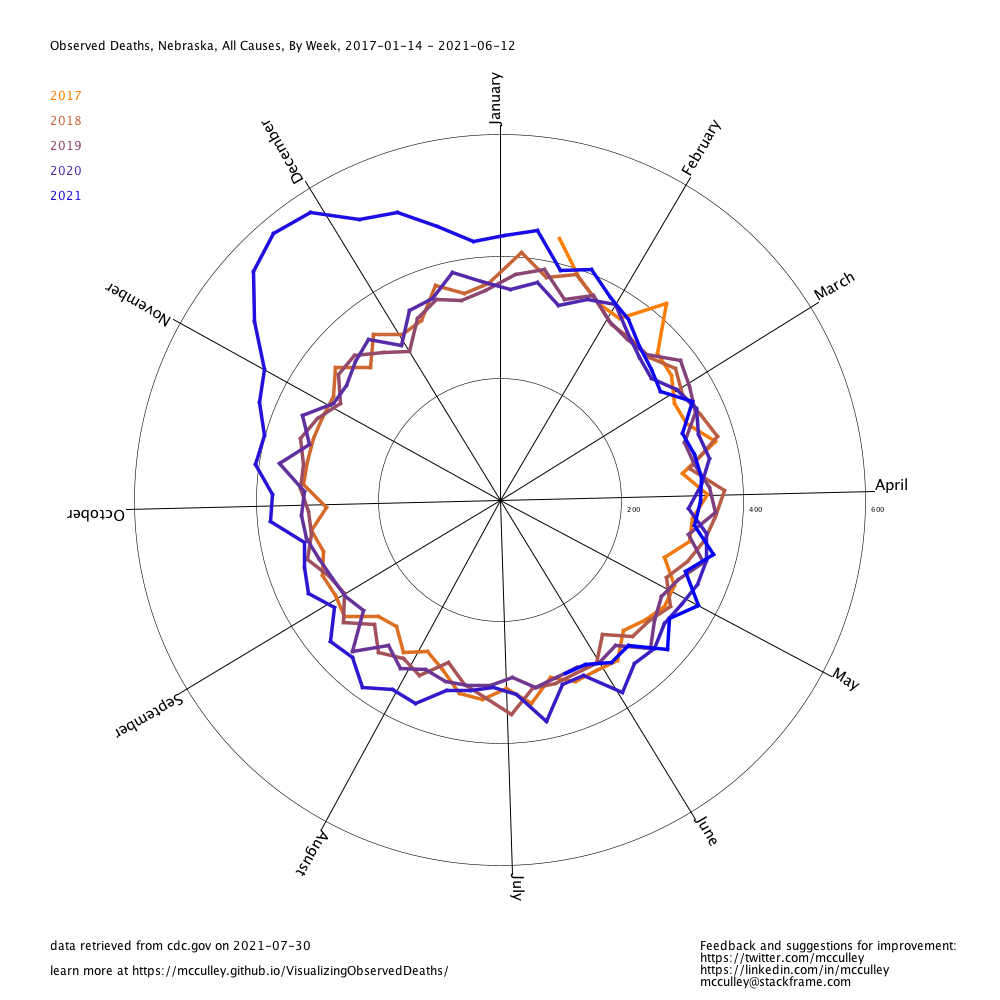 Observed Deaths, Nebraska, All Causes, By Week, 2017-01-14 - 2021-06-12
2017
2018
2019
2020
2021
January
February
March
April
May
June
July
August
September
October
November
December
200
400
600
data retrieved from cdc.gov on 2021-07-30
learn more at https://mcculley.github.io/VisualizingObservedDeaths/
Feedback and suggestions for improvement:
https://twitter.com/mcculley
https://linkedin.com/in/mcculley
mcculley@stackframe.com